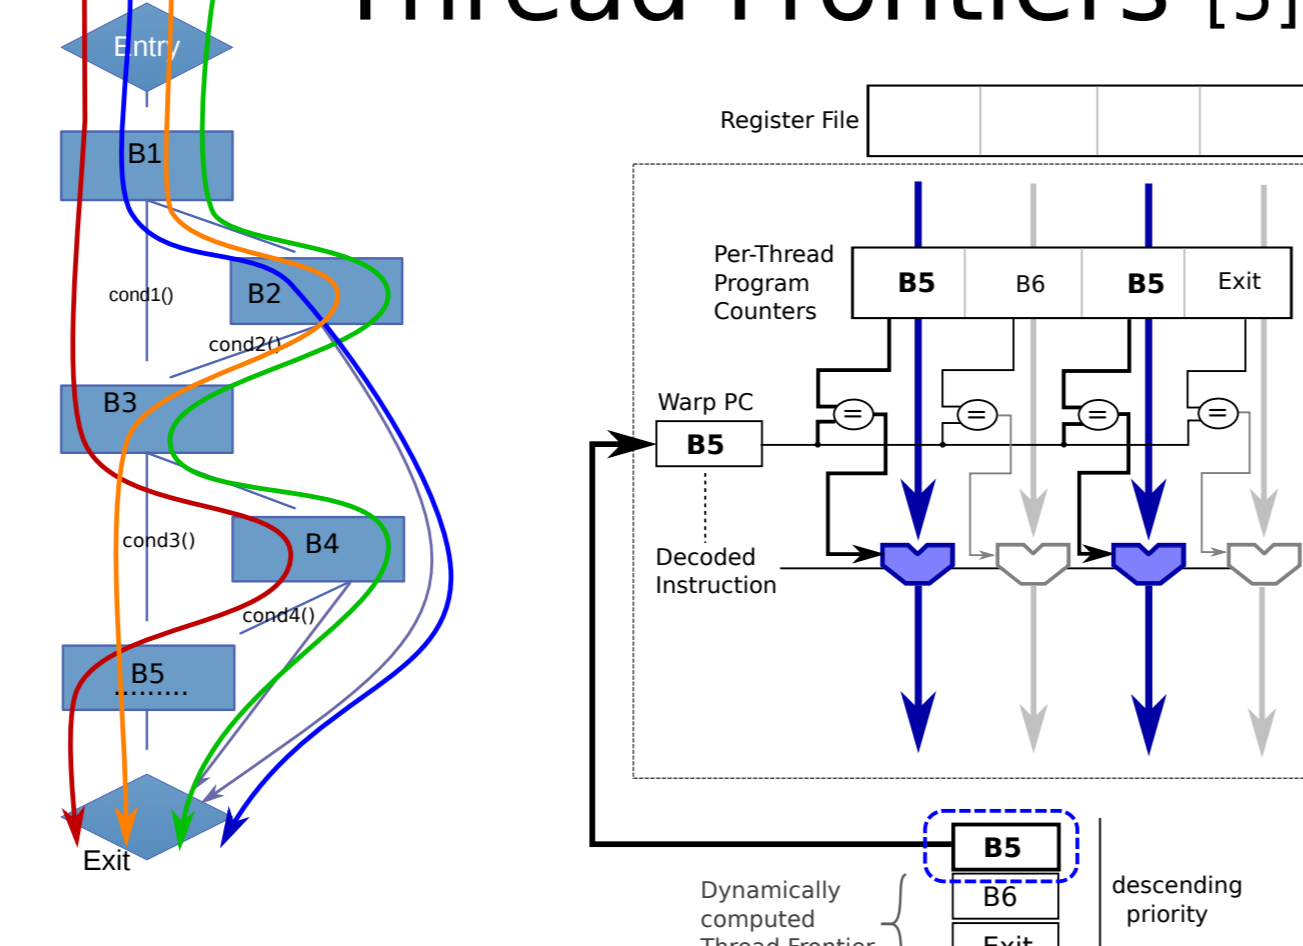 Thread Frontiers [5]
Entry
B1
cond1()
B2
cond2()
B3
cond3()
B4
cond4()
B5
.........
Exit
Register File
Per-Thread
Program
Counters
B5
B6
B5
Exit
Warp PC
B5
=
=
=
=
Decoded
Instruction
B5
B6
Exit
Dynamically
computed
Thread Frontier
descending
priority